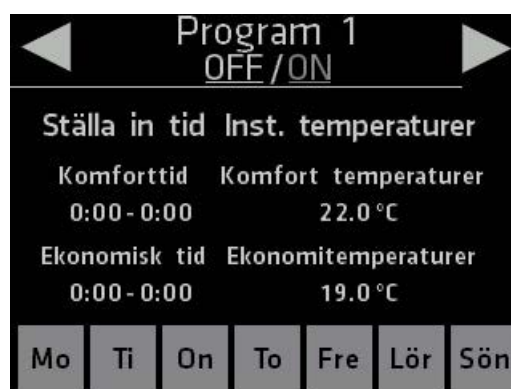 Program 1
OFF / ON
Ställa in tid Inst. temperaturer
Komforttid Komfort temperaturer
0:00 - 0:00 22.0 °C
Ekonomisk tid Ekonomitemperaturer
0:00 - 0:00 19.0 °C
Mo Ti On To Fre Lör Sön